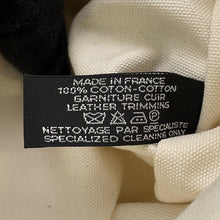 MADE IN FRANCE
100% COTON-COTTON
GARNITURE CUIR
LEATHER TRIMMING
NETTOYAGE PAR SPECIALISTE
SPECIALIZED CLEANING ONLY